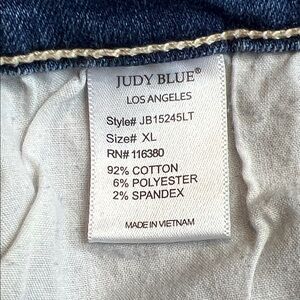 JUDY BLUE®
LOS ANGELES
Style# JB15245LT
Size# XL
RN# 116380
92% COTTON
6% POLYESTER
2% SPANDEX
MADE IN VIETNAM